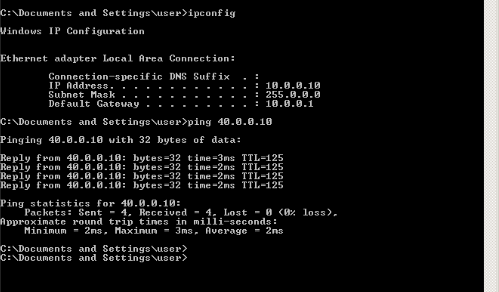 C:\Documents and Settings\user>ipconfig
Windows IP Configuration
Ethernet adapter Local Area Connection:
Connection-specific DNS Suffix . :
IP Address. . . . . . . . . . . . : 10.0.0.10
Subnet Mask . . . . . . . . . . . : 255.0.0.0
Default Gateway . . . . . . . . . : 10.0.0.1
C:\Documents and Settings\user>ping 40.0.0.10
Pinging 40.0.0.10 with 32 bytes of data:
Reply from 40.0.0.10: bytes=32 time=3ms TTL=125
Reply from 40.0.0.10: bytes=32 time=2ms TTL=125
Reply from 40.0.0.10: bytes=32 time=2ms TTL=125
Reply from 40.0.0.10: bytes=32 time=2ms TTL=125
Ping statistics for 40.0.0.10:
Packets: Sent = 4, Received = 4, Lost = 0 (0% loss),
Approximate round trip times in milli-seconds:
Minimum = 2ms, Maximum = 3ms, Average = 2ms
C:\Documents and Settings\user>
C:\Documents and Settings\user>